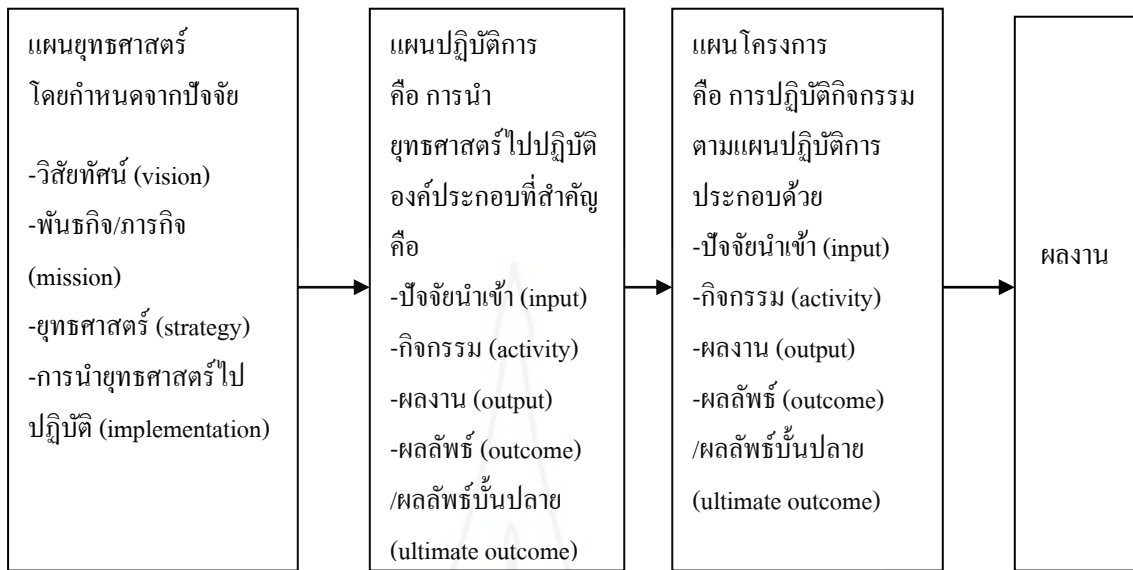 แผนยุทธศาสตร์
โดยกำหนดจากปัจจัย
-วิสัยทัศน์ (vision)
-พันธกิจ/ภารกิจ
(mission)
-ยุทธศาสตร์ (strategy)
-การนำยุทธศาสตร์ไป
ปฏิบัติ (implementation)
แผนปฏิบัติการ
คือ การนำ
ยุทธศาสตร์ไปปฏิบัติ
องค์ประกอบที่สำคัญ
คือ
-ปัจจัยนำเข้า (input)
-กิจกรรม (activity)
-ผลงาน (output)
-ผลลัพธ์ (outcome)
/ผลลัพธ์บั้นปลาย
(ultimate outcome)
แผนโครงการ
คือ การปฏิบัติกิจกรรม
ตามแผนปฏิบัติการ
ประกอบด้วย
-ปัจจัยนำเข้า (input)
-กิจกรรม (activity)
-ผลงาน (output)
-ผลลัพธ์ (outcome)
/ผลลัพธ์บั้นปลาย
(ultimate outcome)
ผลงาน